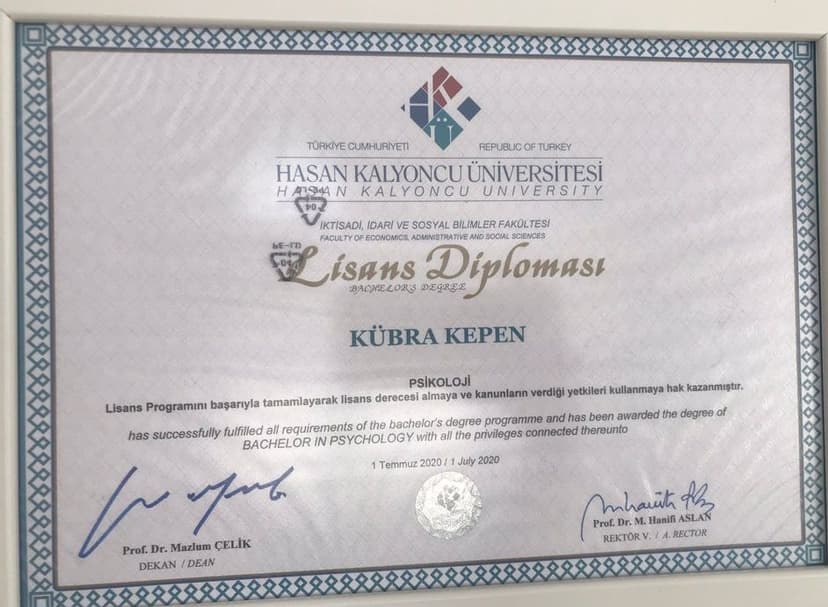 HK
Ü
TÜRKİYE CUMHURİYETİ REPUBLIC OF TURKEY
HASAN KALYONCU ÜNİVERSİTESİ
HASAN KALYONCU UNIVERSITY
04
İKTİSADİ, İDARİ VE SOSYAL BİLİMLER FAKÜLTESİ
FACULTY OF ECONOMICS, ADMINISTRATIVE AND SOCIAL SCIENCES
04
Lisans Diploması
BACHELOR'S DEGREE
KÜBRA KEPEN
PSİKOLOJİ
Lisans Programını başarıyla tamamlayarak lisans derecesi almaya ve kanunların verdiği yetkileri kullanmaya hak kazanmıştır.
has successfully fulfilled all requirements of the bachelor's degree programme and has been awarded the degree of
BACHELOR IN PSYCHOLOGY with all the privileges connected thereunto
1 Temmuz 2020 / 1 July 2020
Prof. Dr. Mazlum ÇELİK
DEKAN / DEAN
Prof. Dr. M. Hanifi ASLAN
REKTÖR V. / A. RECTOR